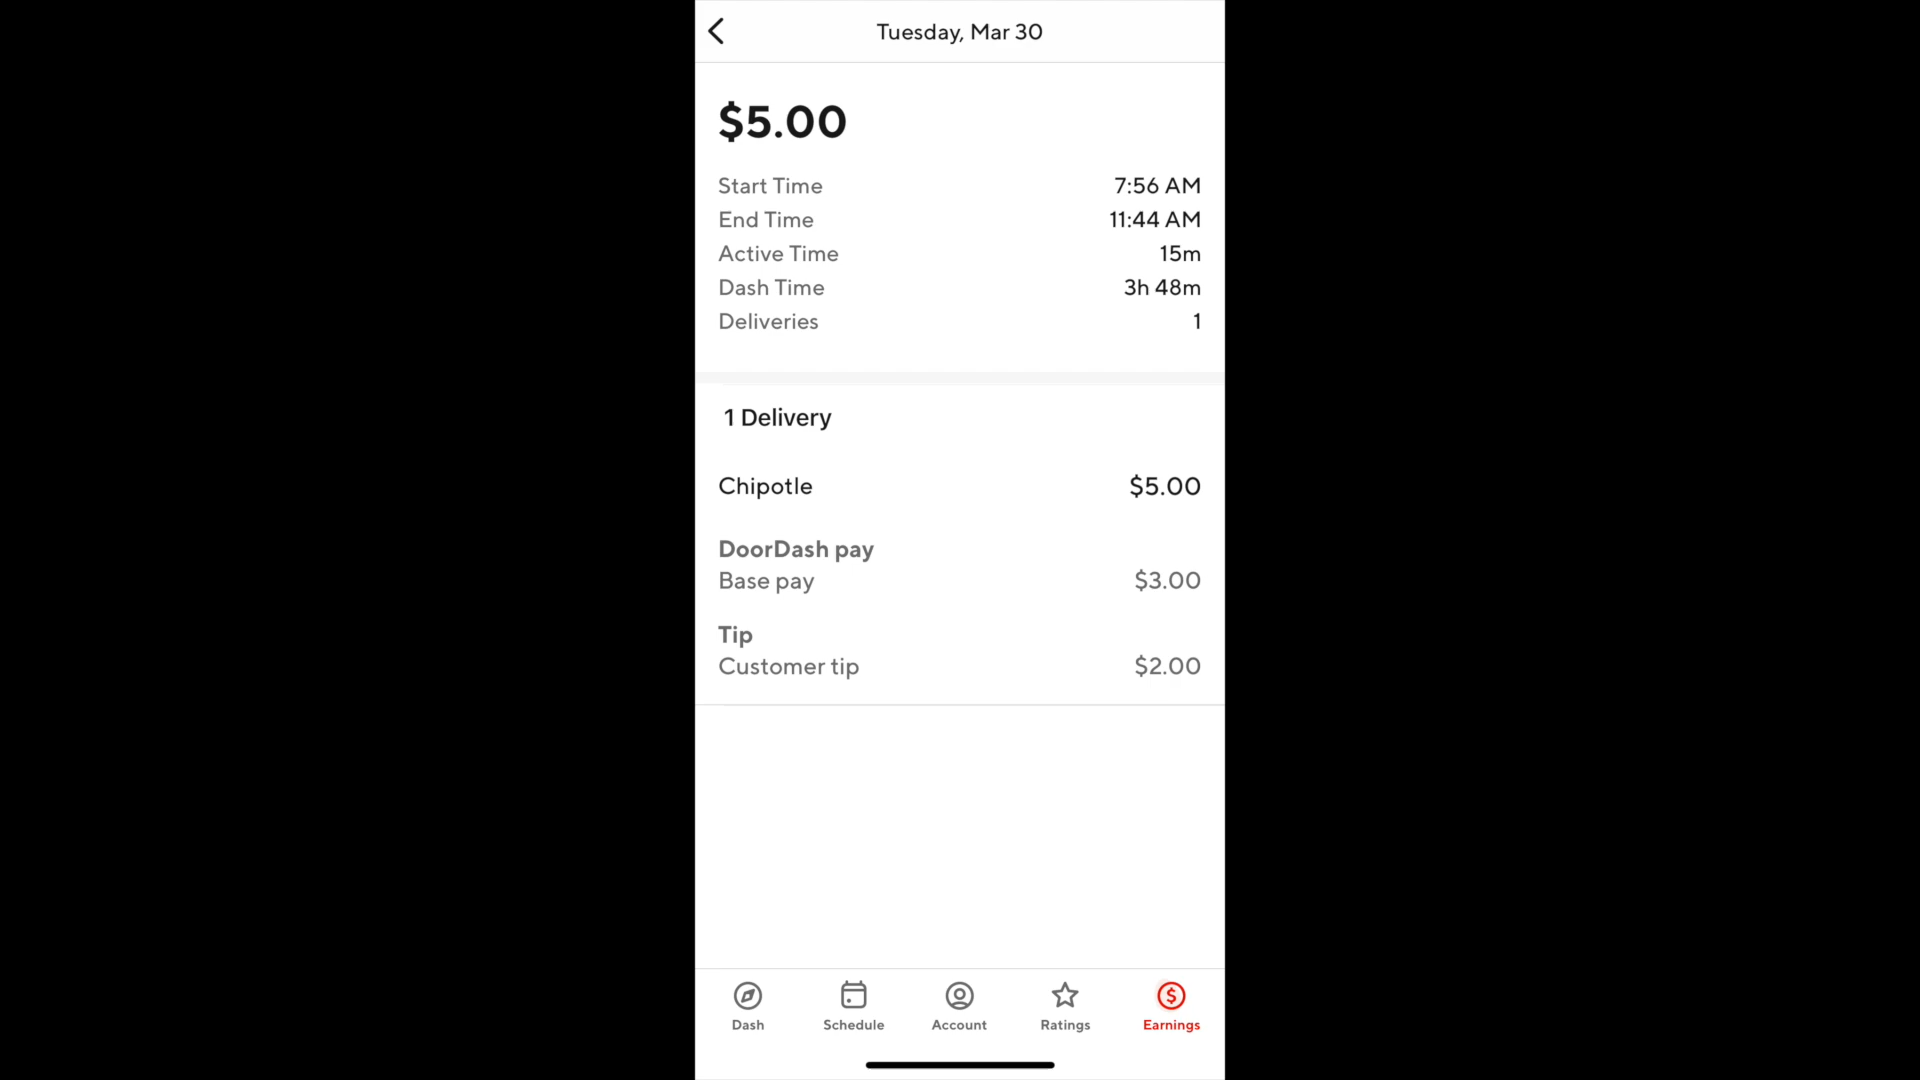 Tuesday, Mar 30
$5.00
Start Time 7:56 AM
End Time 11:44 AM
Active Time 15m
Dash Time 3h 48m
Deliveries 1
1 Delivery
Chipotle $5.00
DoorDash pay
Base pay $3.00
Tip
Customer tip $2.00
Dash Schedule Account Ratings Earnings